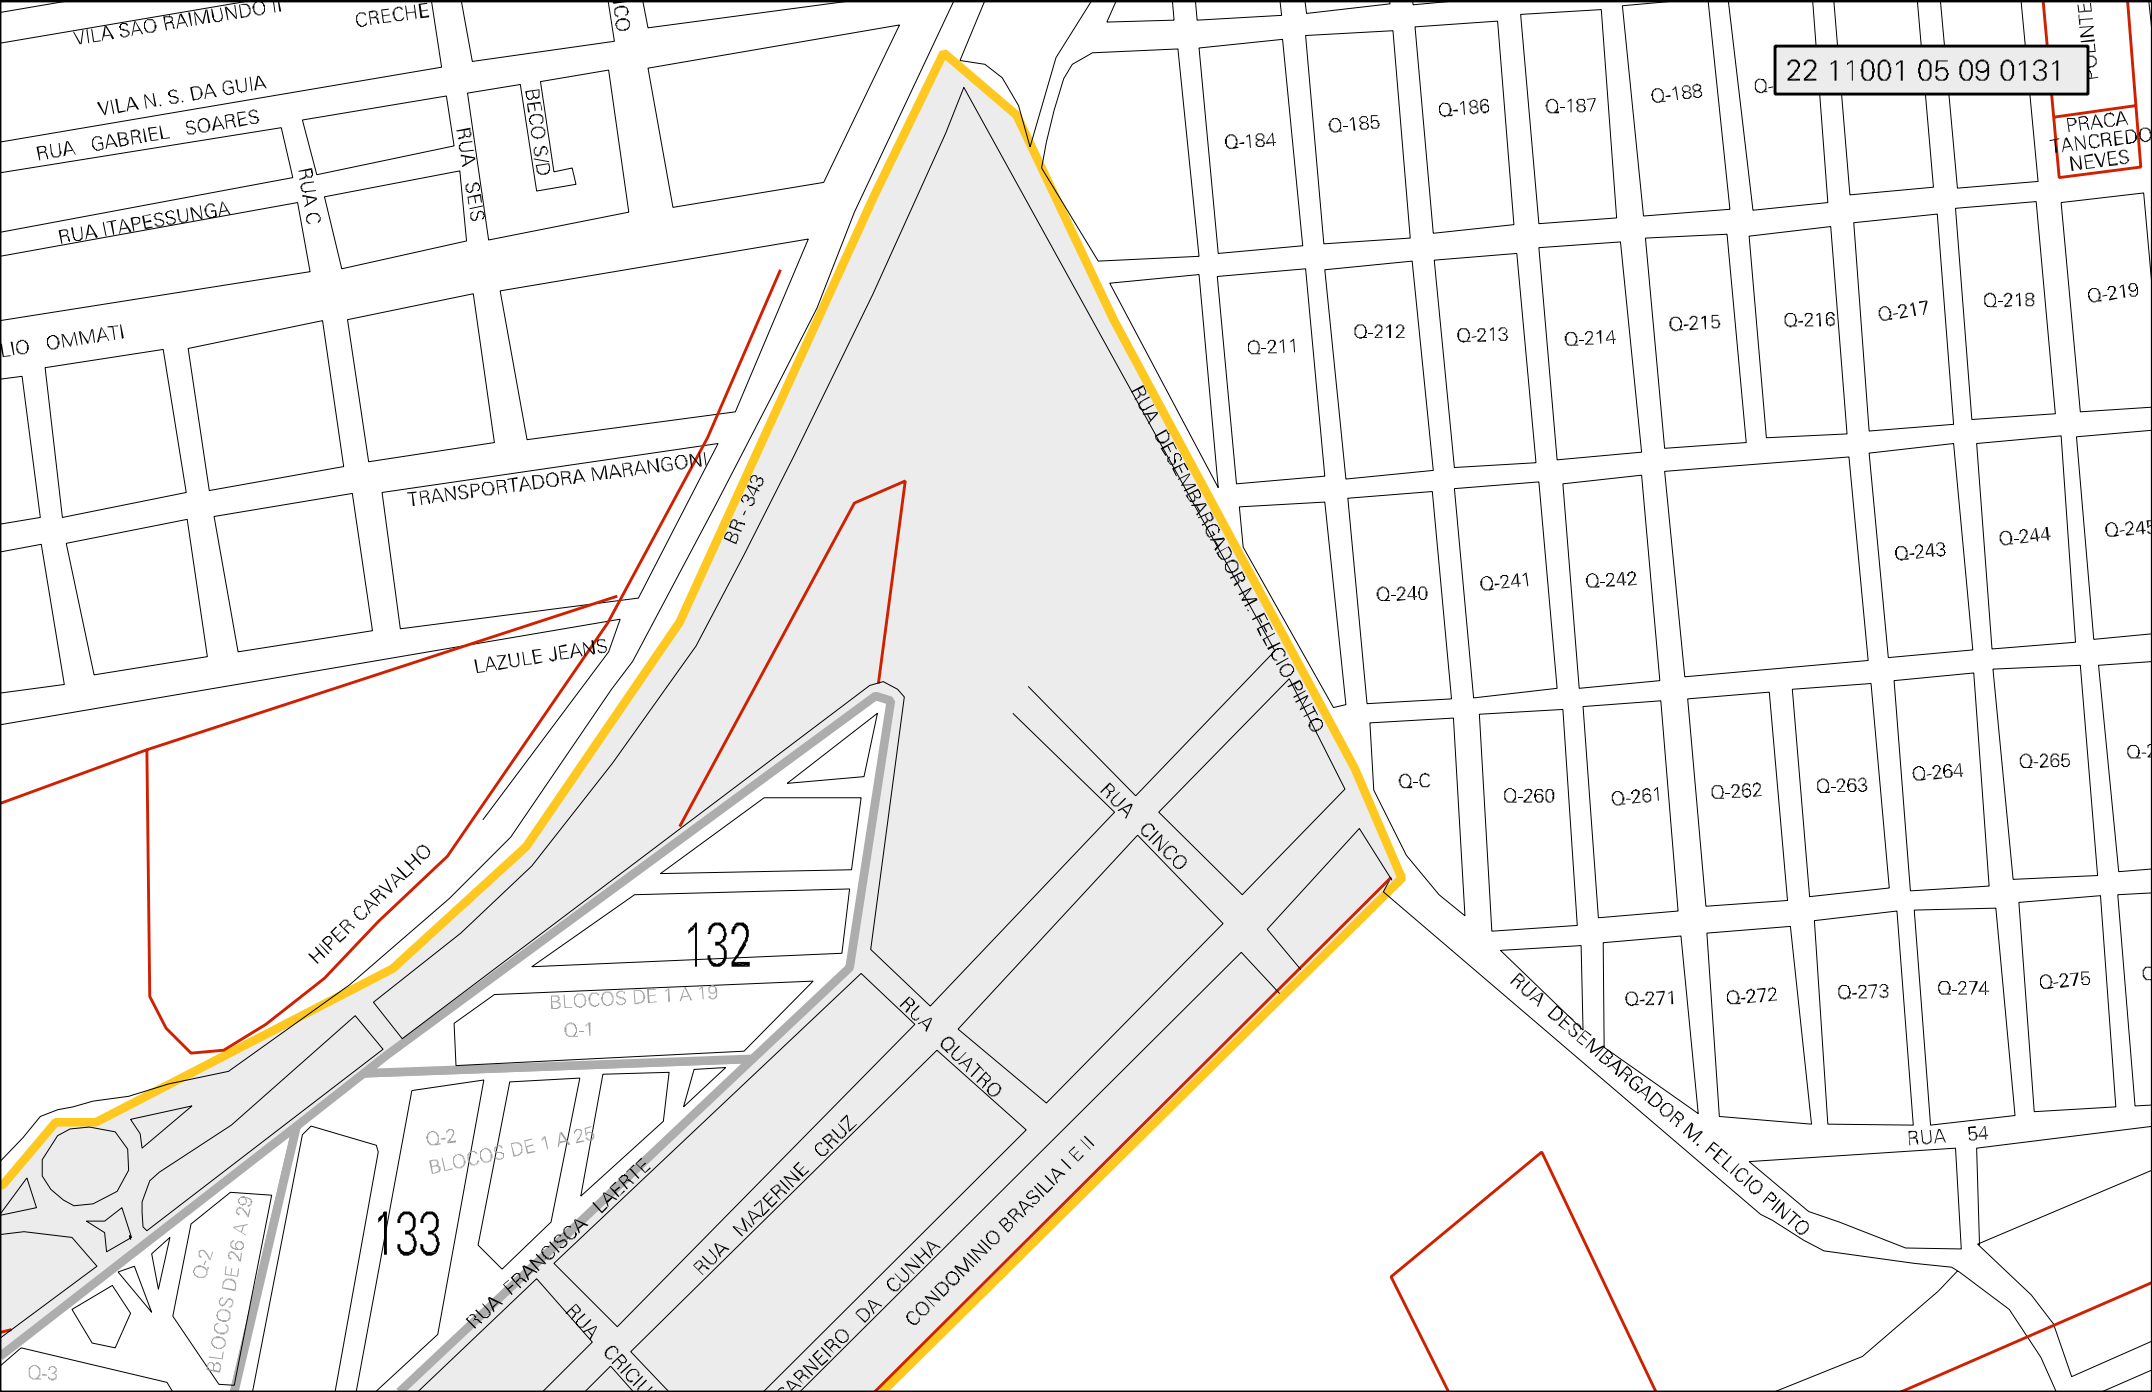 VILA SAO RAIMUNDO II
CRECHE
CO
VILA N. S. DA GUIA
RUA GABRIEL SOARES
RUA C
RUA SEIS
BECO S/D
RUA ITAPESSUNGA
LIO OMMATI
TRANSPORTADORA MARANGONI
LAZULE JEANS
HIPER CARVALHO
BR - 343
22 11001 05 09 0131
PRACA
TANCREDO
NEVES
Q-184
Q-185
Q-186
Q-187
Q-188
Q-211
Q-212
Q-213
Q-214
Q-215
Q-216
Q-217
Q-218
Q-219
RUA DESEMBARGADOR M. FELICIO PINTO
Q-240
Q-241
Q-242
Q-243
Q-244
Q-245
Q-C
Q-260
Q-261
Q-262
Q-263
Q-264
Q-265
Q-271
Q-272
Q-273
Q-274
Q-275
RUA DESEMBARGADOR M. FELICIO PINTO
RUA 54
RUA CINCO
RUA QUATRO
132
BLOCOS DE 1 A 19
Q-1
Q-2
BLOCOS DE 1 A 25
133
Q-2
BLOCOS DE 26 A 29
Q-3
RUA FRANCISCA LAERTE
RUA MAZERINE CRUZ
CARNEIRO DA CUNHA
CONDOMINIO BRASILIA I E II
RUA CRICIU